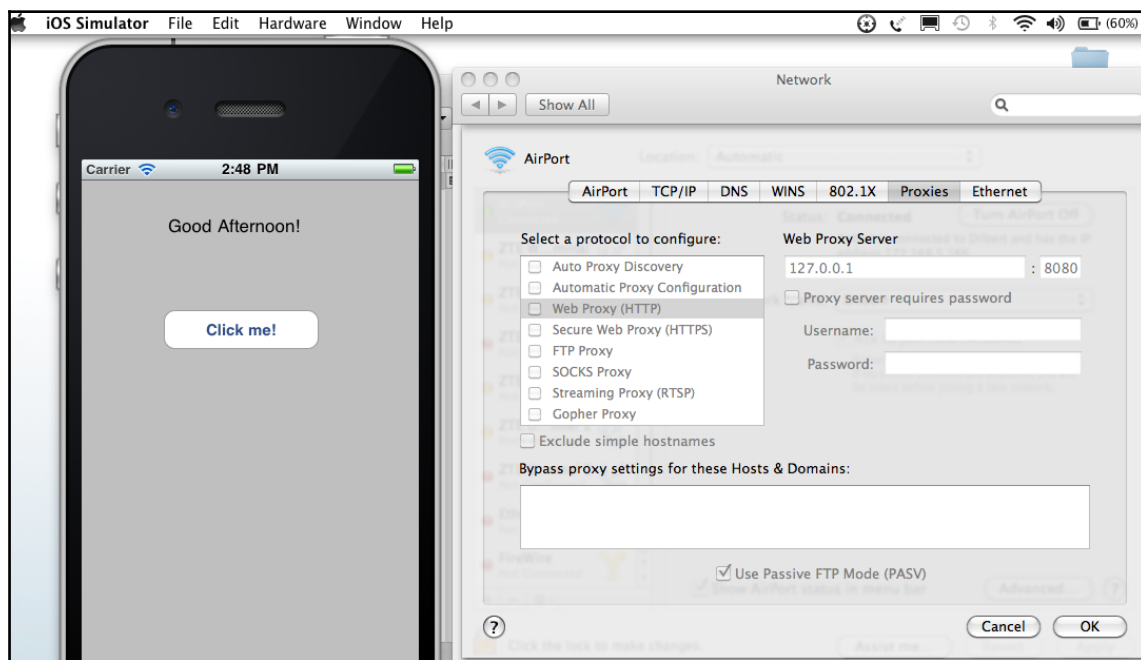 iOS Simulator File Edit Hardware Window Help (60%)
Network
Show All
Carrier 2:48 PM
Good Afternoon!
Click me!
AirPort Location: Automatic
AirPort TCP/IP DNS WINS 802.1X Proxies Ethernet
Status: Connected Turn AirPort Off
Select a protocol to configure:
Auto Proxy Discovery
Automatic Proxy Configuration
Web Proxy (HTTP)
Secure Web Proxy (HTTPS)
FTP Proxy
SOCKS Proxy
Streaming Proxy (RTSP)
Gopher Proxy
Exclude simple hostnames
Web Proxy Server
127.0.0.1 : 8080
Proxy server requires password
Username:
Password:
Bypass proxy settings for these Hosts & Domains:
FireWire
Not Connected
Use Passive FTP Mode (PASV)
Show AirPort status in menu bar Advanced... ?
? Cancel OK
Click the lock to make changes. Assist me... Revert Apply